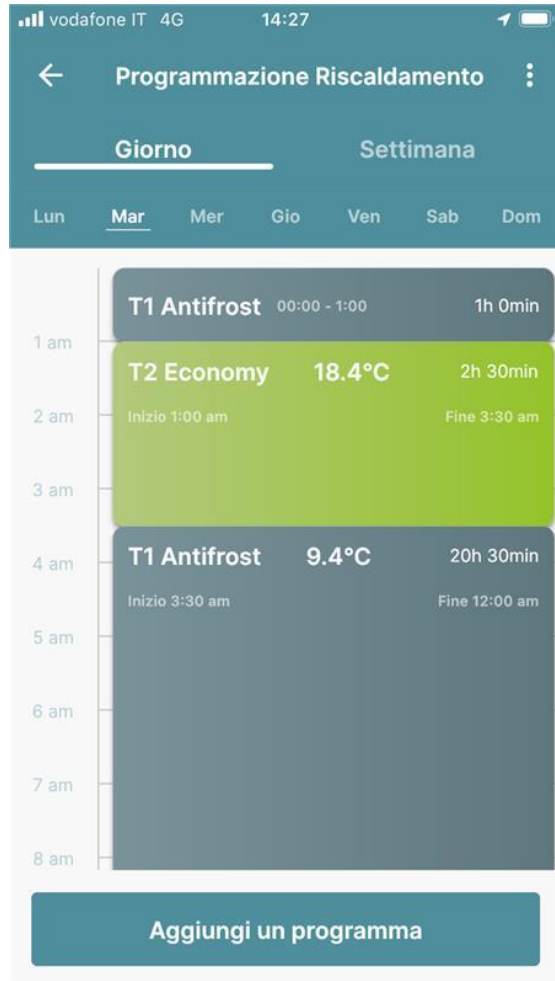 vodafone IT 4G 14:27
Programmazione Riscaldamento
Giorno Settimana
Lun Mar Mer Gio Ven Sab Dom
T1 Antifrost 00:00 - 1:00 1h 0min
1 am
T2 Economy 18.4°C 2h 30min
2 am Inizio 1:00 am Fine 3:30 am
3 am
T1 Antifrost 9.4°C 20h 30min
4 am
Inizio 3:30 am Fine 12:00 am
5 am
6 am
7 am
8 am
Aggiungi un programma